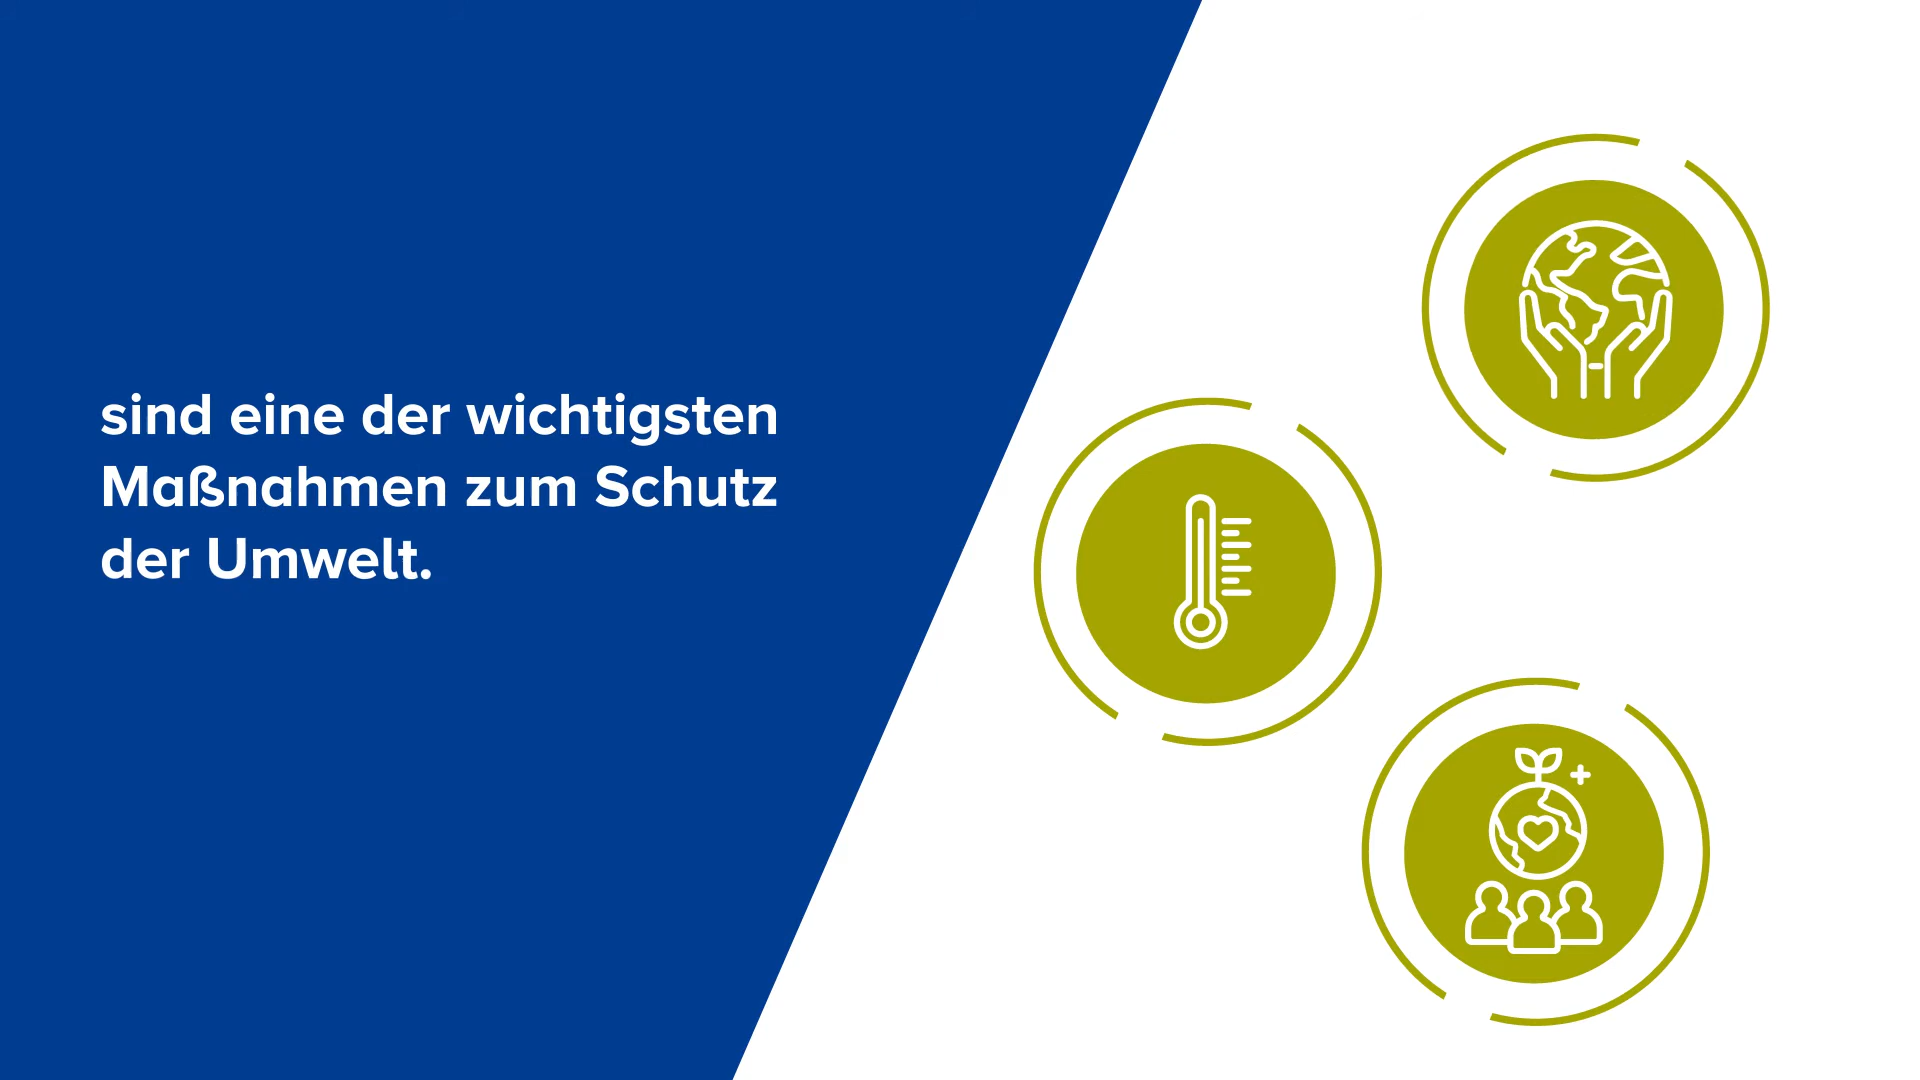 sind eine der wichtigsten
Maßnahmen zum Schutz
der Umwelt.